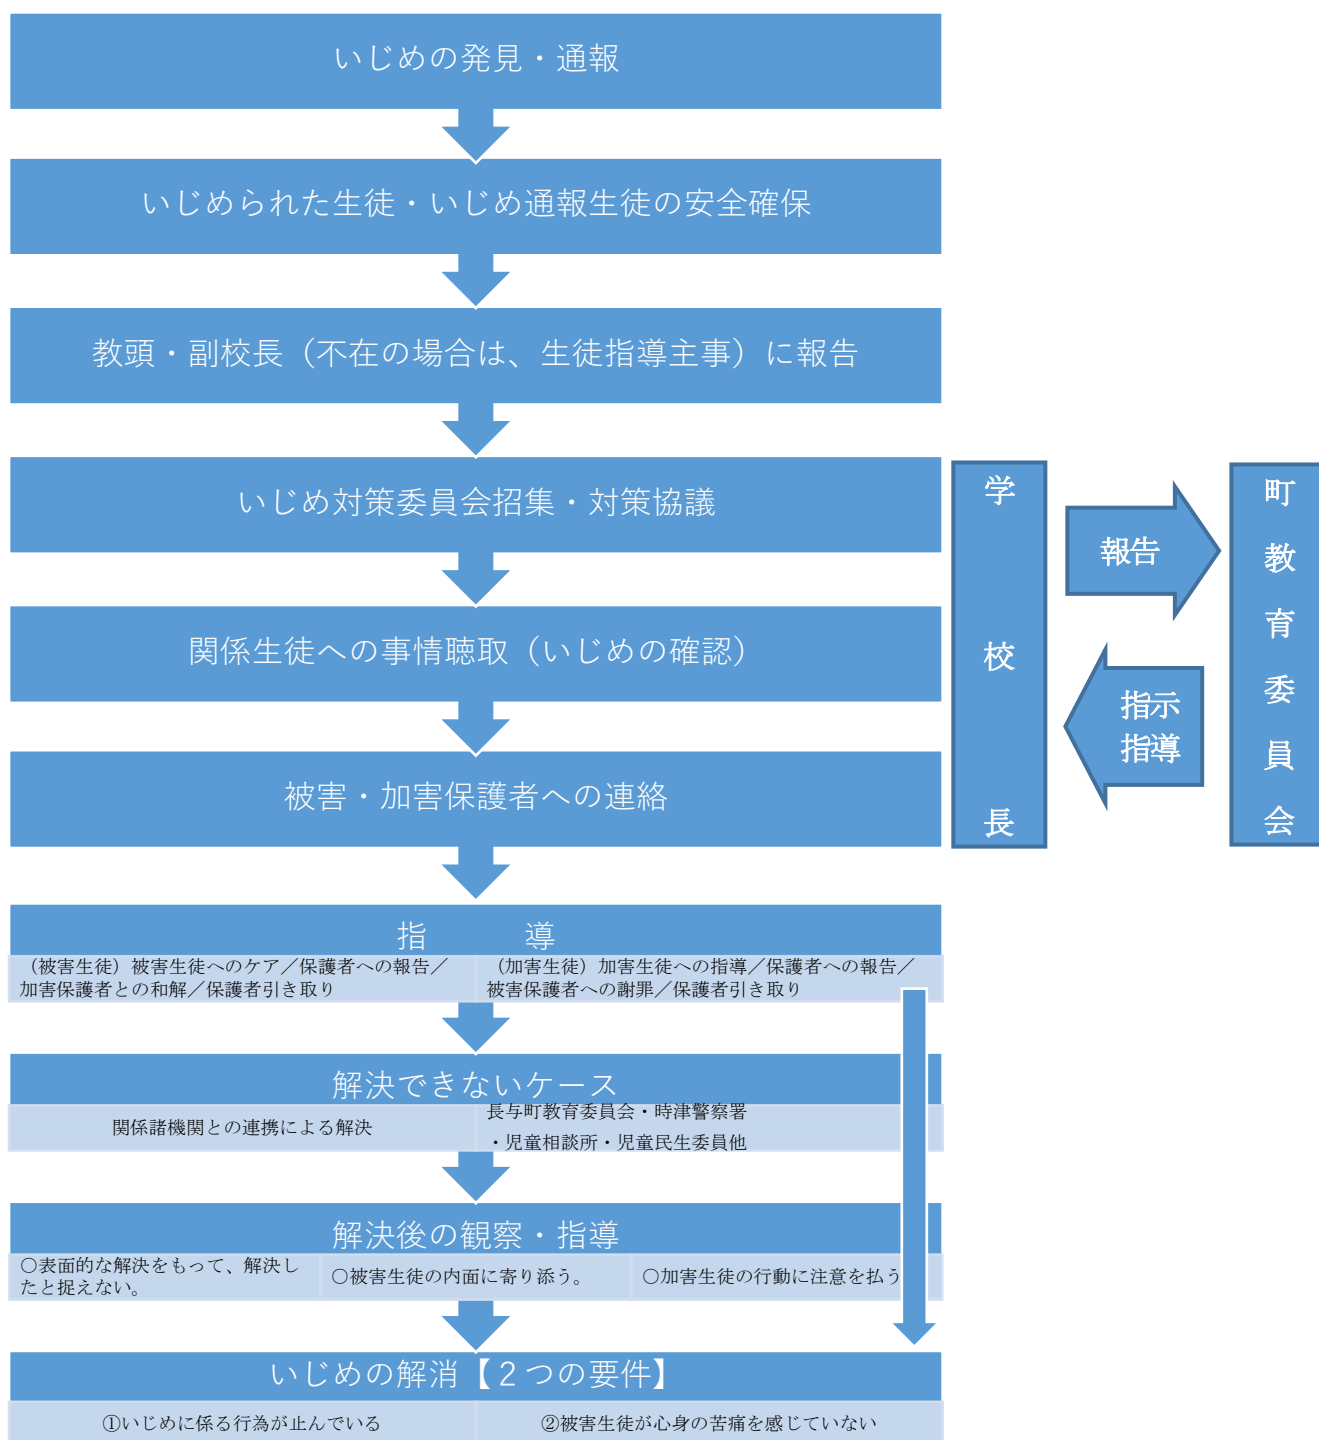 いじめの発見・通報
いじめられた生徒・いじめ通報生徒の安全確保
教頭・副校長（不在の場合は、生徒指導主事）に報告
いじめ対策委員会招集・対策協議
関係生徒への事情聴取（いじめの確認）
被害・加害保護者への連絡
学校長
報告
指示
指導
町教育委員会
指　導
（被害生徒）被害生徒へのケア／保護者への報告／
加害保護者との和解／保護者引き取り
（加害生徒）加害生徒への指導／保護者への報告／
被害保護者への謝罪／保護者引き取り
解決できないケース
関係諸機関との連携による解決
長与町教育委員会・時津警察署
・児童相談所・児童民生委員他
解決後の観察・指導
○表面的な解決をもって、解決し
たと捉えない。
○被害生徒の内面に寄り添う。
○加害生徒の行動に注意を払う
いじめの解消【２つの要件】
①いじめに係る行為が止んでいる
②被害生徒が心身の苦痛を感じていない